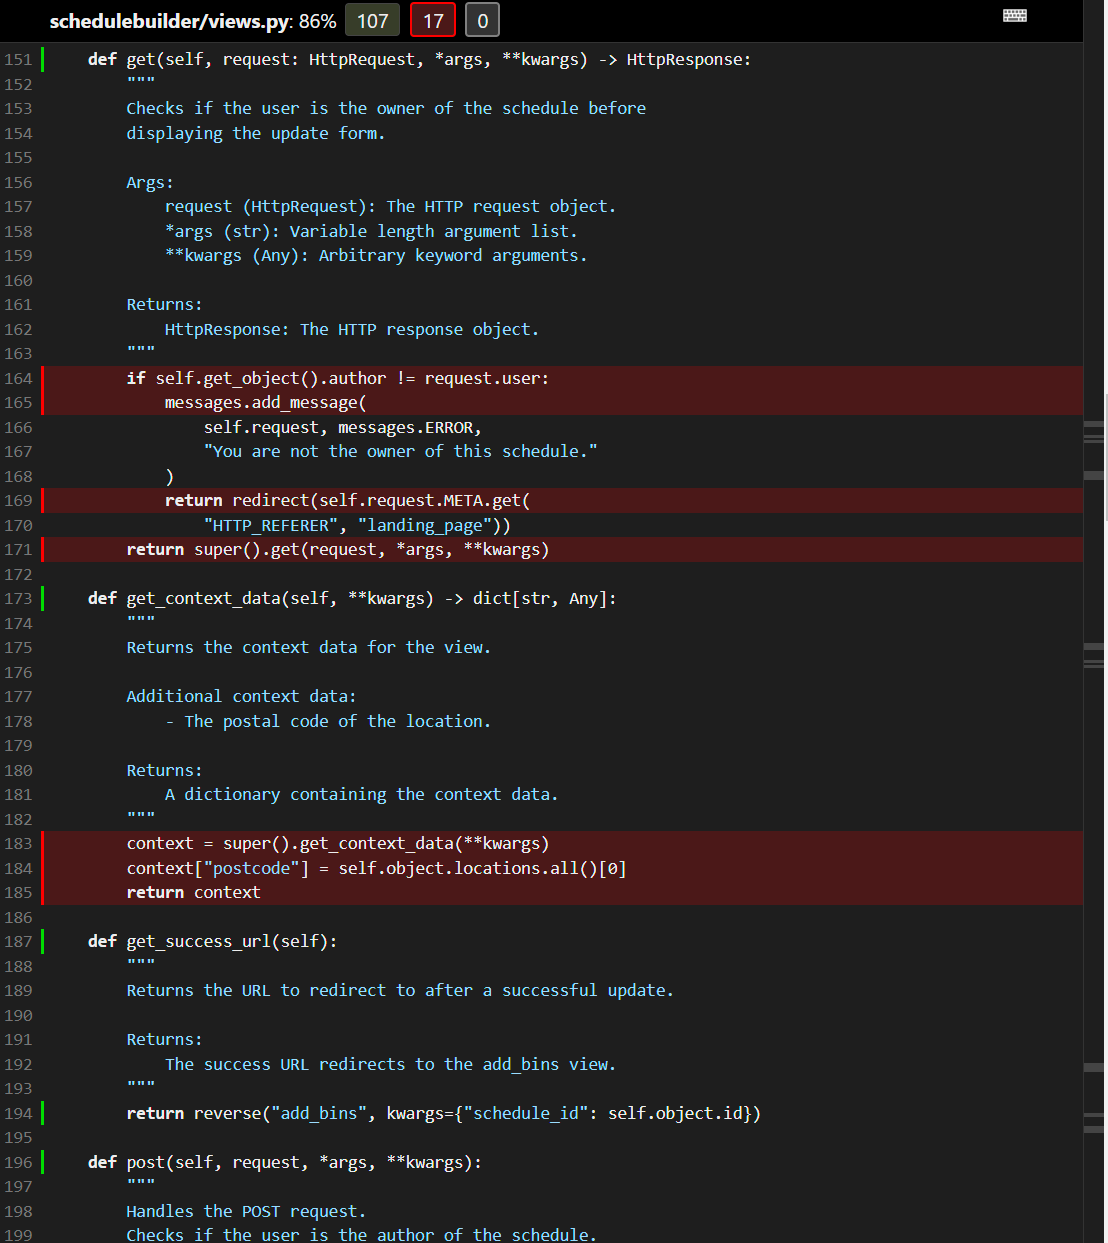 schedulebuilder/views.py: 86% 107 17 0
151 def get(self, request: HttpRequest, *args, **kwargs) -> HttpResponse:
152 """
153 Checks if the user is the owner of the schedule before
154 displaying the update form.
155
156 Args:
157 request (HttpRequest): The HTTP request object.
158 *args (str): Variable length argument list.
159 **kwargs (Any): Arbitrary keyword arguments.
160
161 Returns:
162 HttpResponse: The HTTP response object.
163 """
164 if self.get_object().author != request.user:
165 messages.add_message(
166 self.request, messages.ERROR,
167 "You are not the owner of this schedule."
168 )
169 return redirect(self.request.META.get(
170 "HTTP_REFERER", "landing_page"))
171 return super().get(request, *args, **kwargs)
172
173 def get_context_data(self, **kwargs) -> dict[str, Any]:
174 """
175 Returns the context data for the view.
176
177 Additional context data:
178 - The postal code of the location.
179
180 Returns:
181 A dictionary containing the context data.
182 """
183 context = super().get_context_data(**kwargs)
184 context["postcode"] = self.object.locations.all()[0]
185 return context
186
187 def get_success_url(self):
188 """
189 Returns the URL to redirect to after a successful update.
190
191 Returns:
192 The success URL redirects to the add_bins view.
193 """
194 return reverse("add_bins", kwargs={"schedule_id": self.object.id})
195
196 def post(self, request, *args, **kwargs):
197 """
198 Handles the POST request.
199 Checks if the user is the author of the schedule.